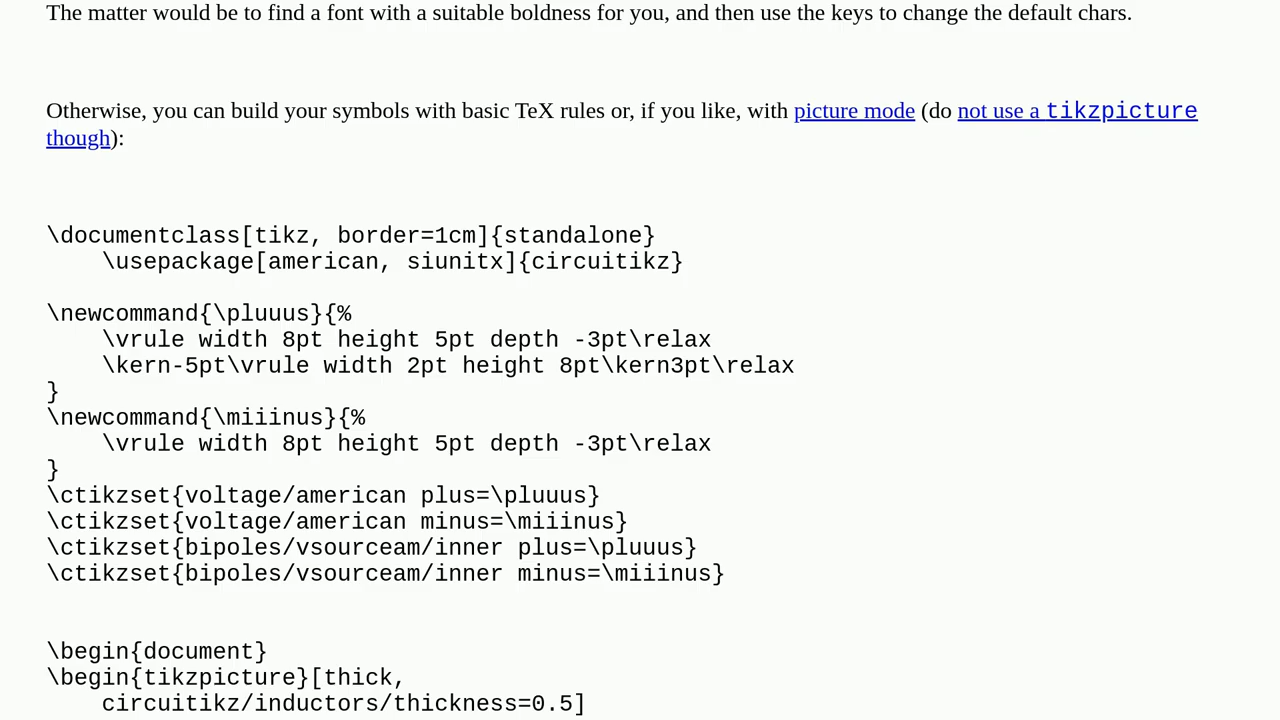 The matter would be to find a font with a suitable boldness for you, and then use the keys to change the default chars.
Otherwise, you can build your symbols with basic TeX rules or, if you like, with picture mode (do not use a tikzpicture
though):
\documentclass[tikz, border=1cm]{standalone}
    \usepackage[american, siunitx]{circuitikz}
\newcommand{\pluuus}{%
    \vrule width 8pt height 5pt depth -3pt\relax
    \kern-5pt\vrule width 2pt height 8pt\kern3pt\relax
}
\newcommand{\miiinus}{%
    \vrule width 8pt height 5pt depth -3pt\relax
}
\ctikzset{voltage/american plus=\pluuus}
\ctikzset{voltage/american minus=\miiinus}
\ctikzset{bipoles/vsourceam/inner plus=\pluuus}
\ctikzset{bipoles/vsourceam/inner minus=\miiinus}
\begin{document}
\begin{tikzpicture}[thick,
    circuitikz/inductors/thickness=0.5]